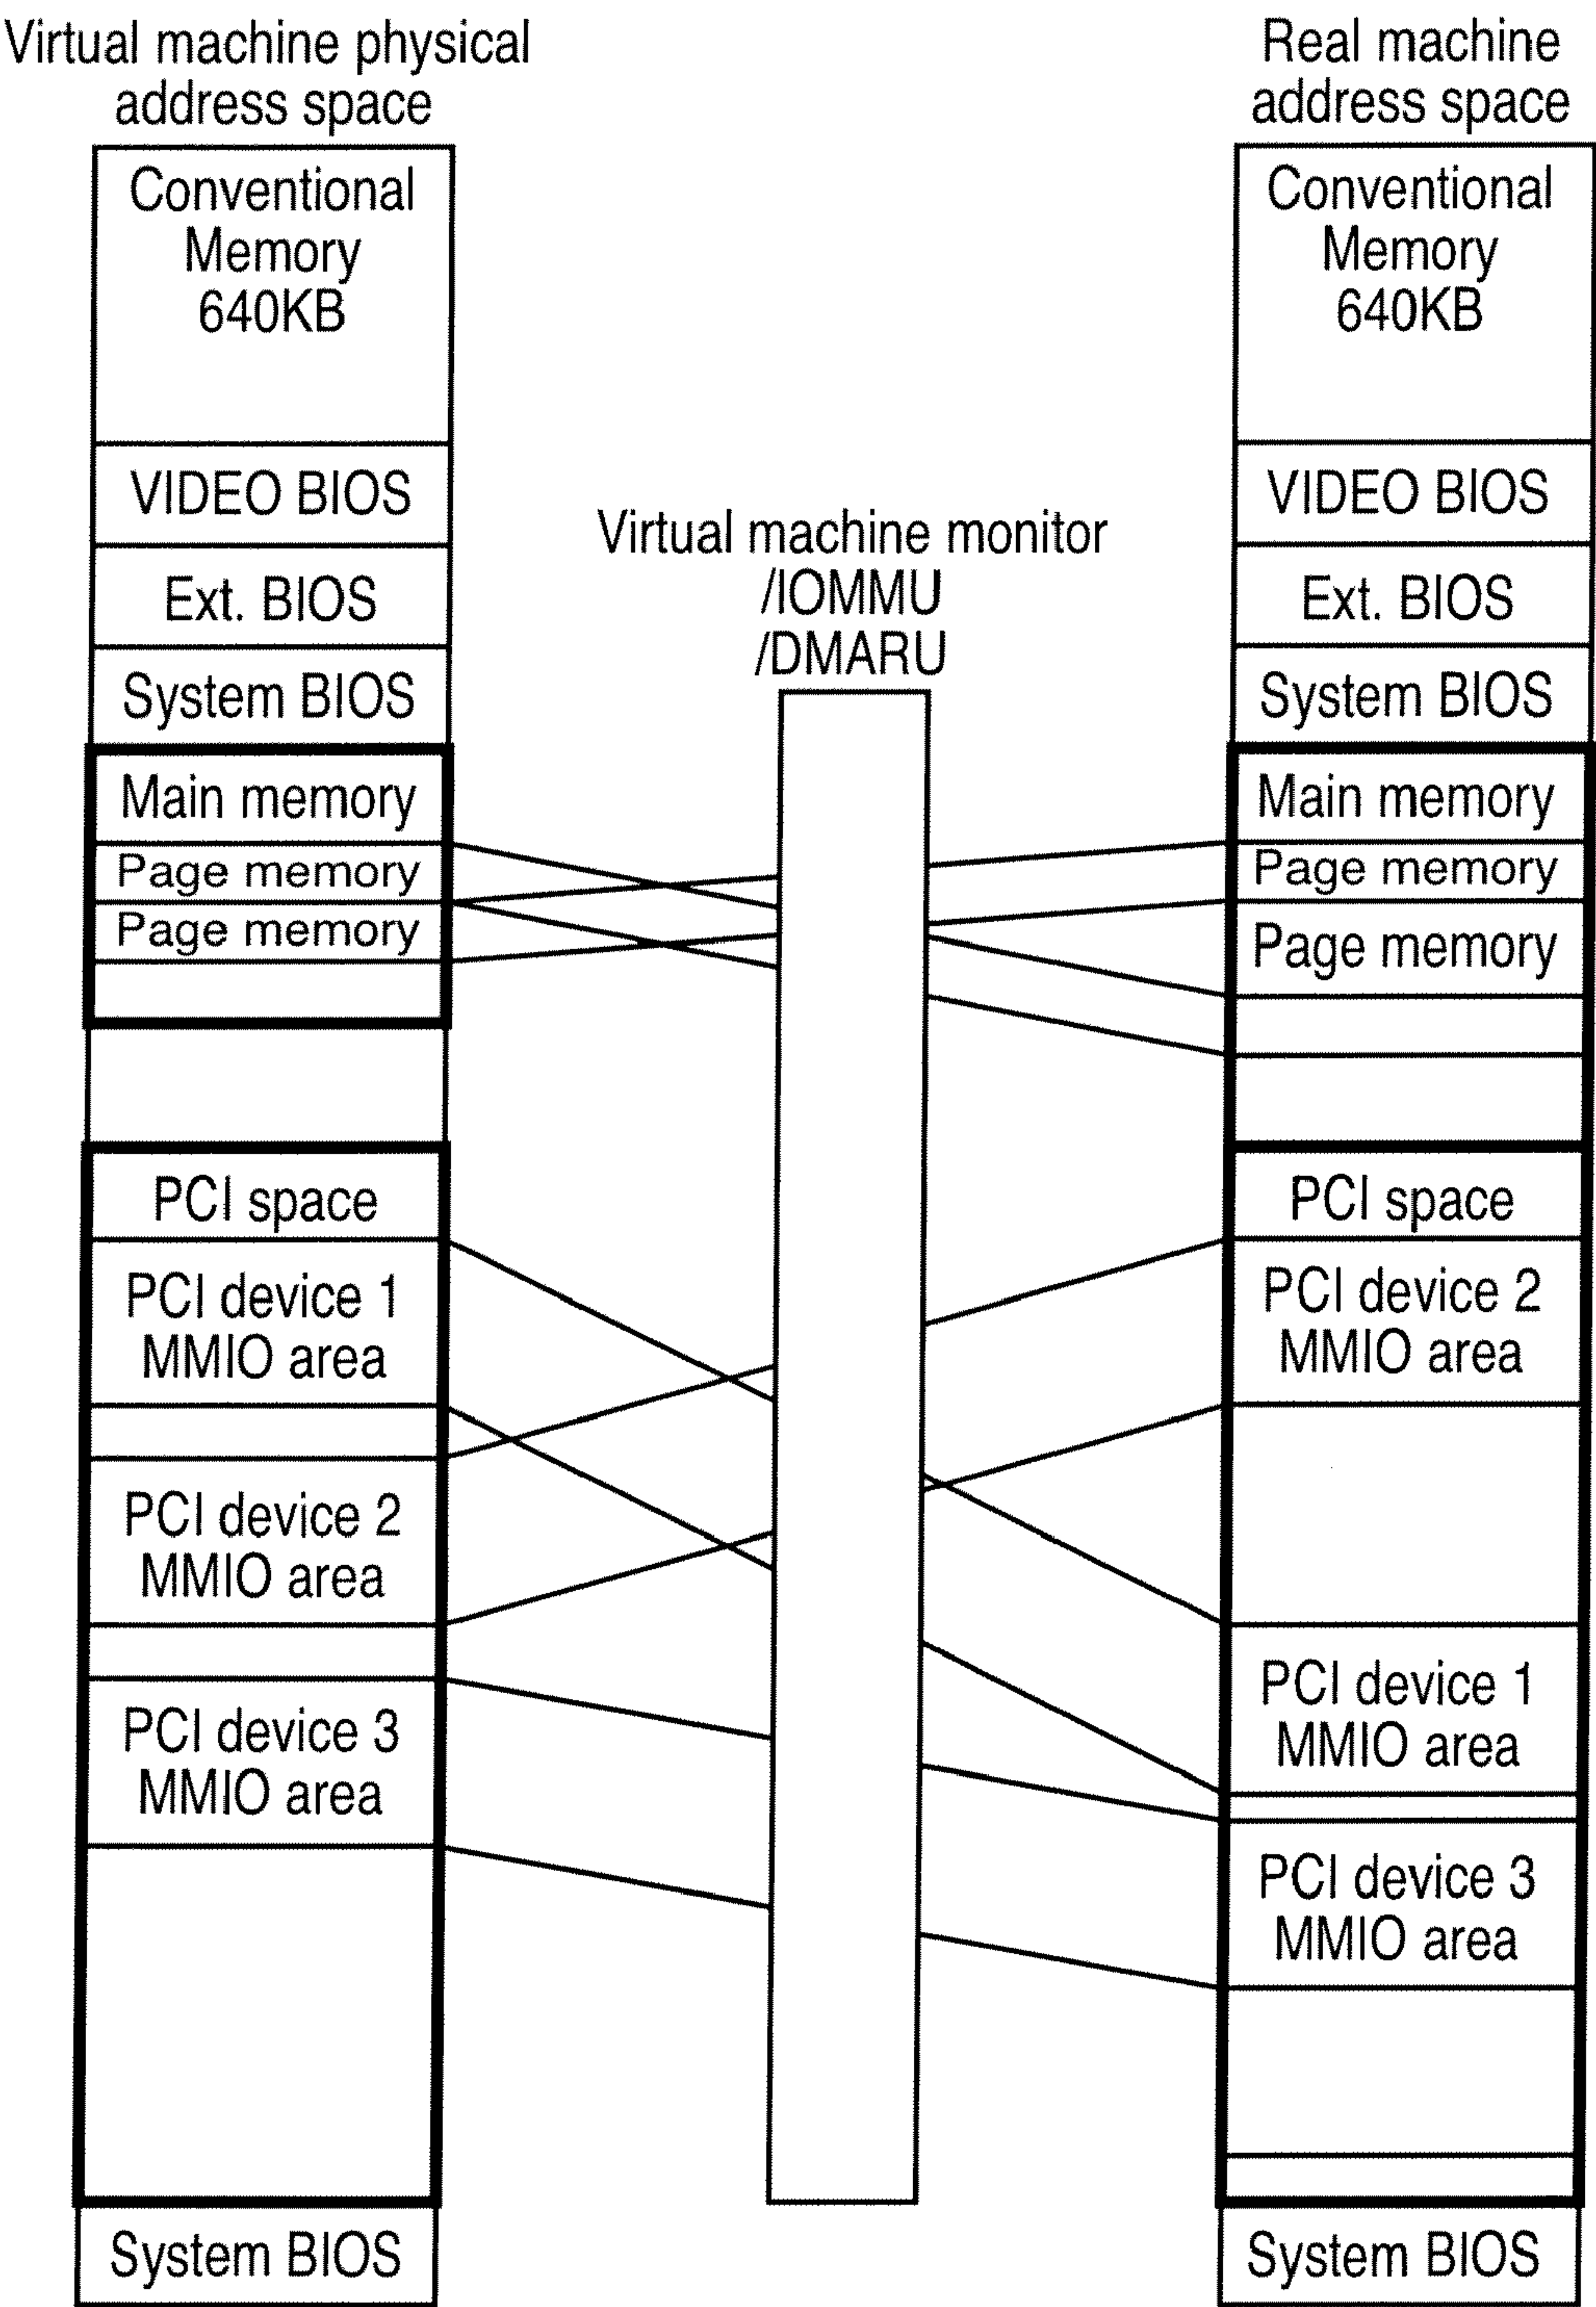 Virtual machine physical
address space
Conventional
Memory
640KB
VIDEO BIOS
Ext. BIOS
System BIOS
Main memory
Page memory
Page memory
PCI space
PCI device 1
MMIO area
PCI device 2
MMIO area
PCI device 3
MMIO area
System BIOS
Virtual machine monitor
/IOMMU
/DMARU
Real machine
address space
Conventional
Memory
640KB
VIDEO BIOS
Ext. BIOS
System BIOS
Main memory
Page memory
Page memory
PCI space
PCI device 2
MMIO area
PCI device 1
MMIO area
PCI device 3
MMIO area
System BIOS